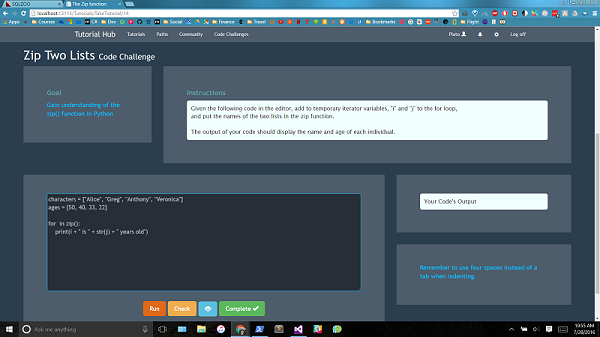 SQLZOO
The Zip Function
localhost
Apps
Courses
C#
Dev
Social
Finance
Travel
Bookmarks
Flight
Other bookmarks
Tutorial Hub
Tutorials
Paths
Community
Code Challenges
Plato
Log off
Zip Two Lists Code Challenge
Goal
Gain understanding of the
zip() function in Python
Instructions
Given the following code in the editor, add to temporary iterator variables, "i" and "j" to the for loop,
and put the names of the two lists in the zip function.
The output of your code should display the name and age of each individual.
characters = ["Alice", "Greg", "Anthony", "Veronica"]
ages = [50, 40, 33, 22]
for in zip():
print(i + " is " + str(j) + " years old")
Your Code's Output
Remember to use four spaces instead of a
tab when indenting.
Run
Check
Complete
Ask me anything
10:55 AM
7/20/2016